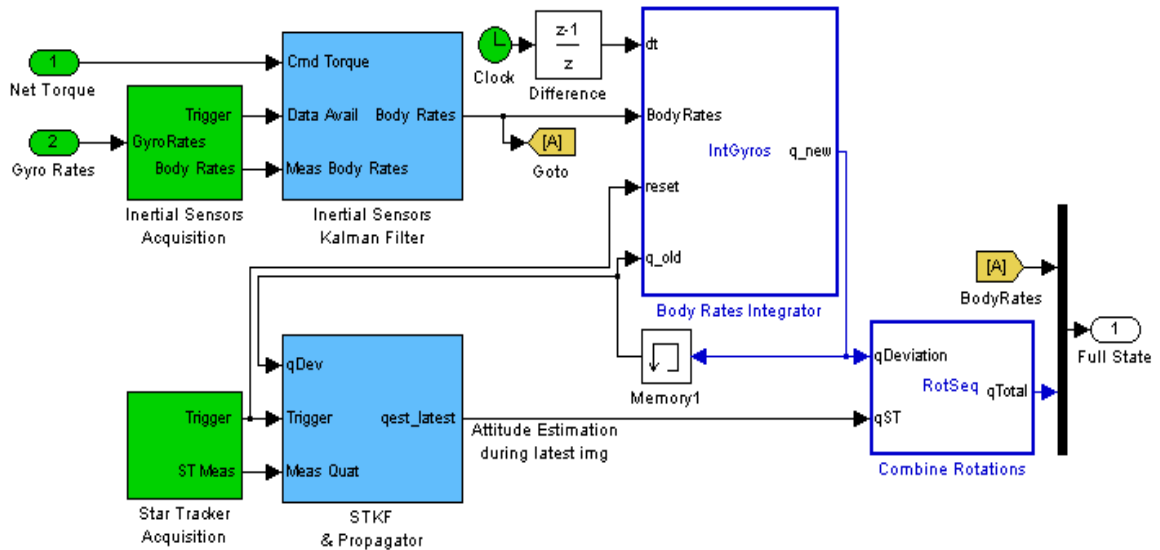 1
Net Torque
2
Gyro Rates
Trigger
GyroRates
Body Rates
Inertial Sensors
Acquisition
Cmd Torque
Data Avail
Body Rates
Meas Body Rates
Inertial Sensors
Kalman Filter
Clock
z-1
z
Difference
[A]
Goto
dt
BodyRates
IntGyros
q_new
reset
q_old
Body Rates Integrator
[A]
BodyRates
1
Full State
Memory1
qDeviation
RotSeq
qTotal
qST
Combine Rotations
Trigger
ST Meas
Star Tracker
Acquisition
qDev
Trigger
qest_latest
Meas Quat
STKF
& Propagator
Attitude Estimation
during latest img